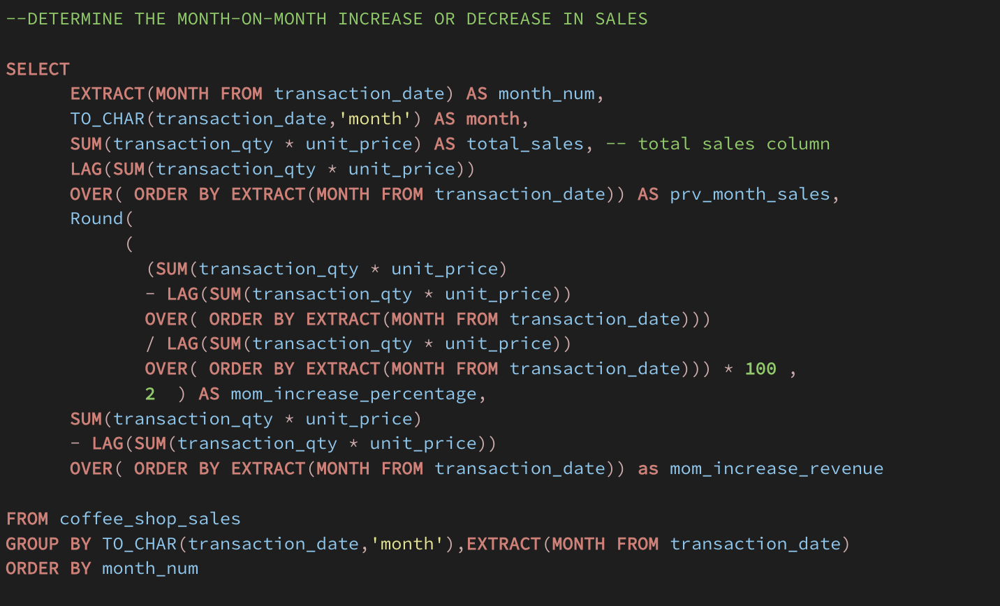 --DETERMINE THE MONTH-ON-MONTH INCREASE OR DECREASE IN SALES
SELECT
EXTRACT(MONTH FROM transaction_date) AS month_num,
TO_CHAR(transaction_date,'month') AS month,
SUM(transaction_qty * unit_price) AS total_sales, -- total sales column
LAG(SUM(transaction_qty * unit_price))
OVER( ORDER BY EXTRACT(MONTH FROM transaction_date)) AS prv_month_sales,
Round(
(
(SUM(transaction_qty * unit_price)
- LAG(SUM(transaction_qty * unit_price))
OVER( ORDER BY EXTRACT(MONTH FROM transaction_date)))
/ LAG(SUM(transaction_qty * unit_price))
OVER( ORDER BY EXTRACT(MONTH FROM transaction_date))) * 100 ,
2  ) AS mom_increase_percentage,
SUM(transaction_qty * unit_price)
- LAG(SUM(transaction_qty * unit_price))
OVER( ORDER BY EXTRACT(MONTH FROM transaction_date)) as mom_increase_revenue
FROM coffee_shop_sales
GROUP BY TO_CHAR(transaction_date,'month'),EXTRACT(MONTH FROM transaction_date)
ORDER BY month_num